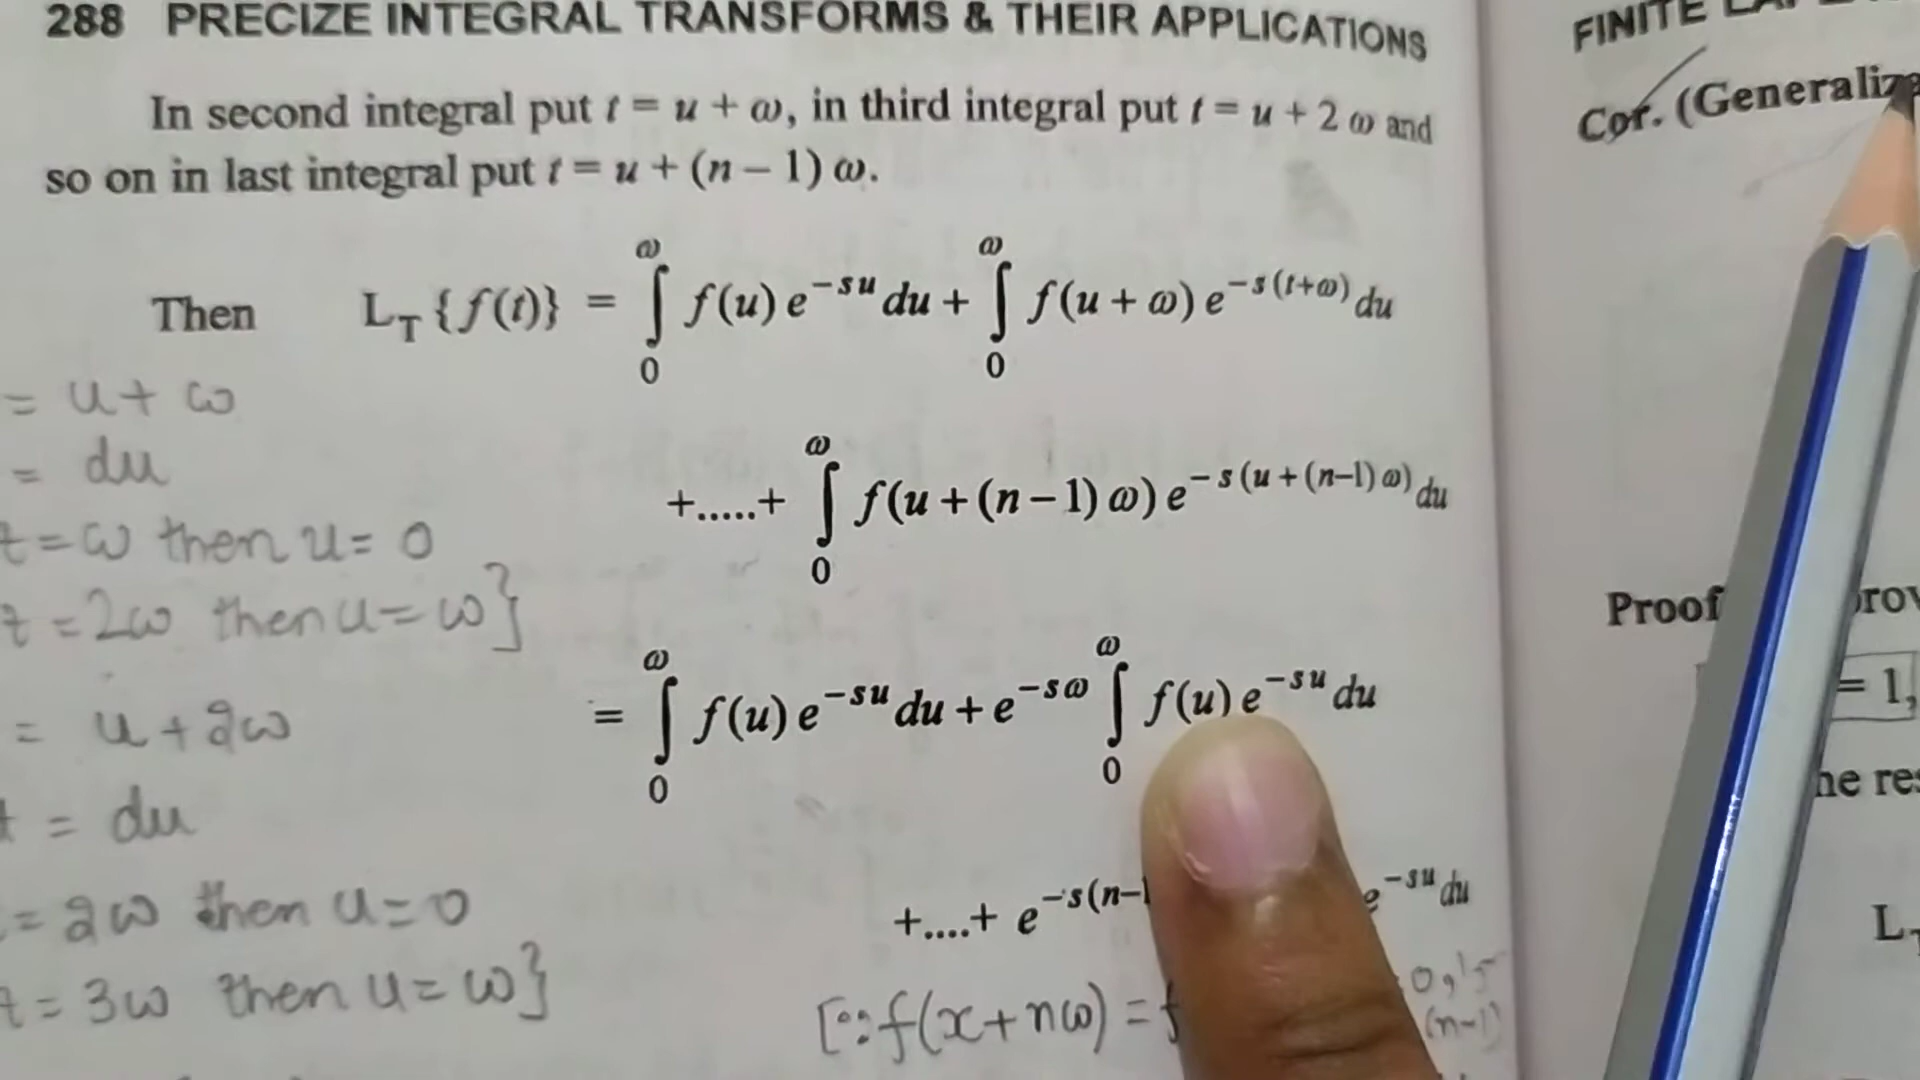 288 PRECIZE INTEGRAL TRANSFORMS & THEIR APPLICATIONS
In second integral put t = u + ω, in third integral put t = u + 2 ω and
so on in last integral put t = u + (n – 1) ω.
Then L_T {f(t)} = ∫_0^ω f(u) e^{–su} du + ∫_0^ω f(u + ω) e^{–s(t+ω)} du
= u + ω
= du
+.....+ ∫_0^ω f(u + (n – 1) ω) e^{– s (u + (n–1) ω)} du
t = ω then u = 0
t = 2ω then u = ω}
= ∫_0^ω f(u) e^{–su} du + e^{–sω} ∫_0^ω f(u) e^{–su} du
= u + 2ω
t = du
+....+ e^{–s(n– e^{–su} du
= 2ω then u = 0
t = 3ω then u = ω}
[∵ f(x+nω) = f
(n-1)
FINITE
Cor. (Generaliz
Proof
= 1,
he res
L